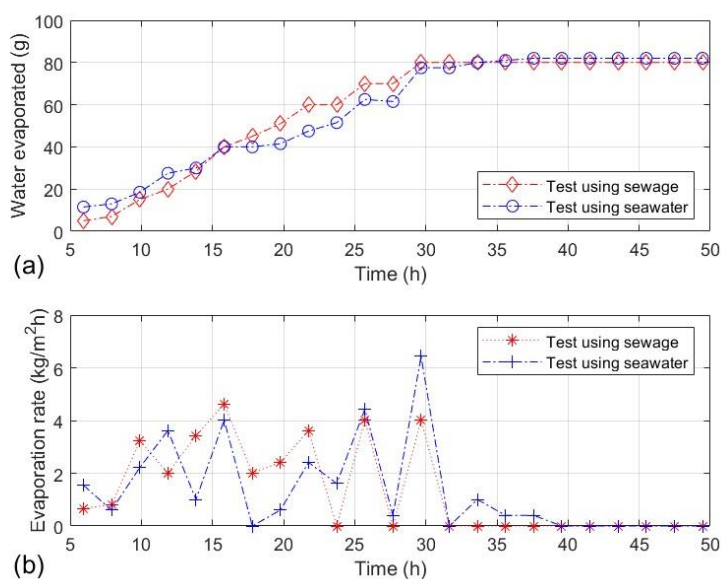 100
80
60
40
20
0
Water evaporated (g)
Test using sewage
Test using seawater
5 10 15 20 25 30 35 40 45 50
(a) Time (h)
8
6
4
2
0
Evaporation rate (kg/m²h)
Test using sewage
Test using seawater
5 10 15 20 25 30 35 40 45 50
(b) Time (h)